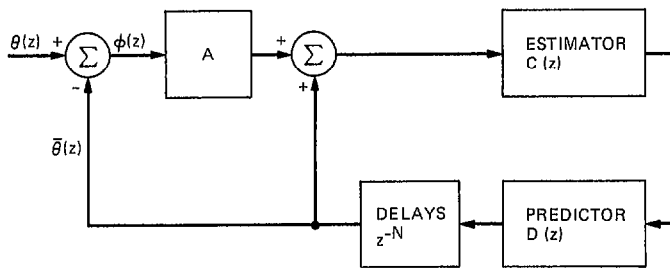 θ(z)
+
Σ
−
ϕ(z)
A
+
Σ
+
ESTIMATOR
C(z)
θ̄(z)
DELAYS
z⁻ᴺ
PREDICTOR
D(z)